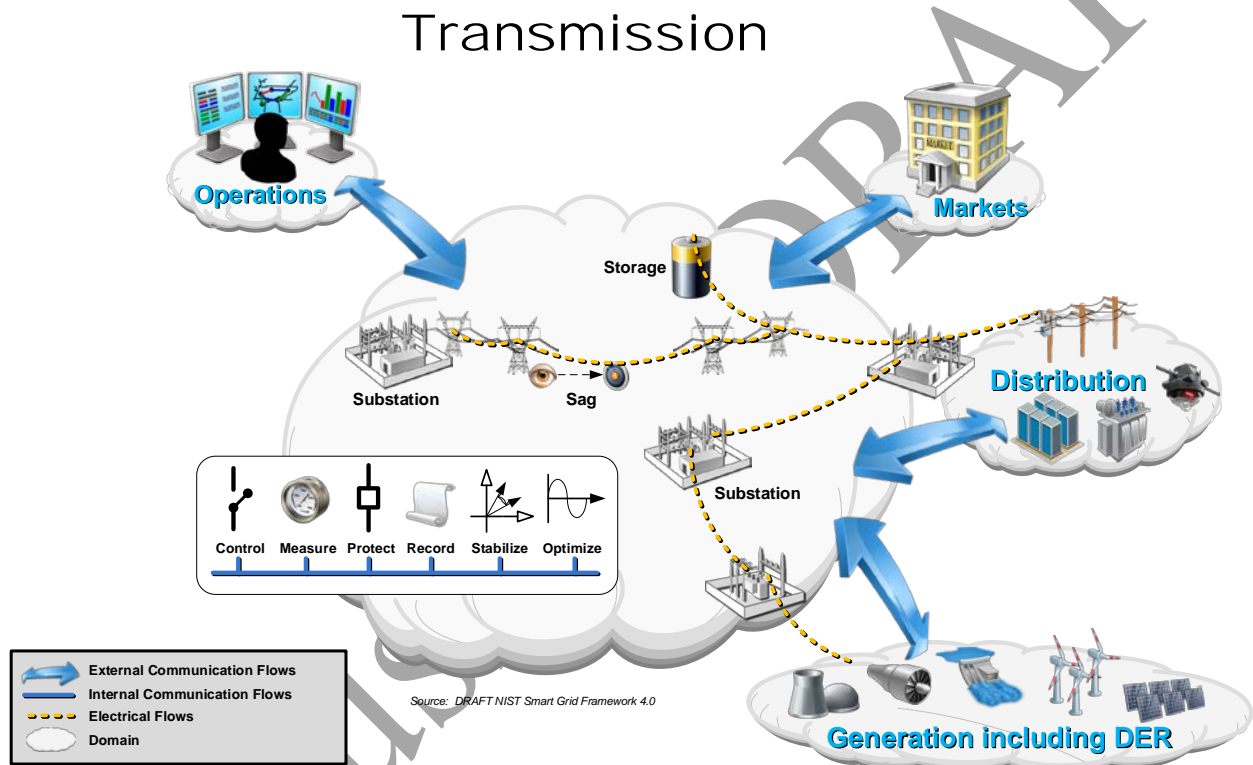 Transmission
Operations
MARKET
Markets
Storage
Substation
Sag
Distribution
Substation
Control Measure Protect Record Stabilize Optimize
External Communication Flows
Internal Communication Flows
Electrical Flows
Domain
Source: DRAFT NIST Smart Grid Framework 4.0
Generation including DER